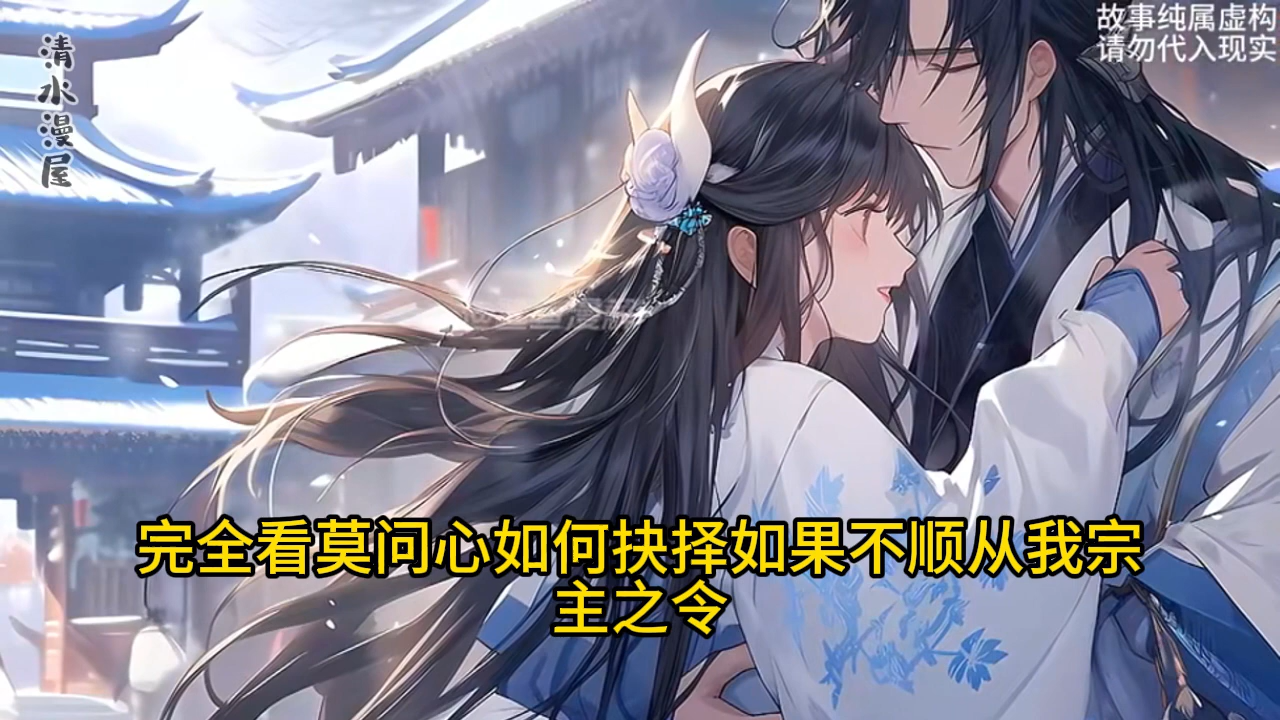 清水漫屋
故事纯属虚构
请勿代入现实
完全看莫问心如何抉择如果不顺从我宗
主之令